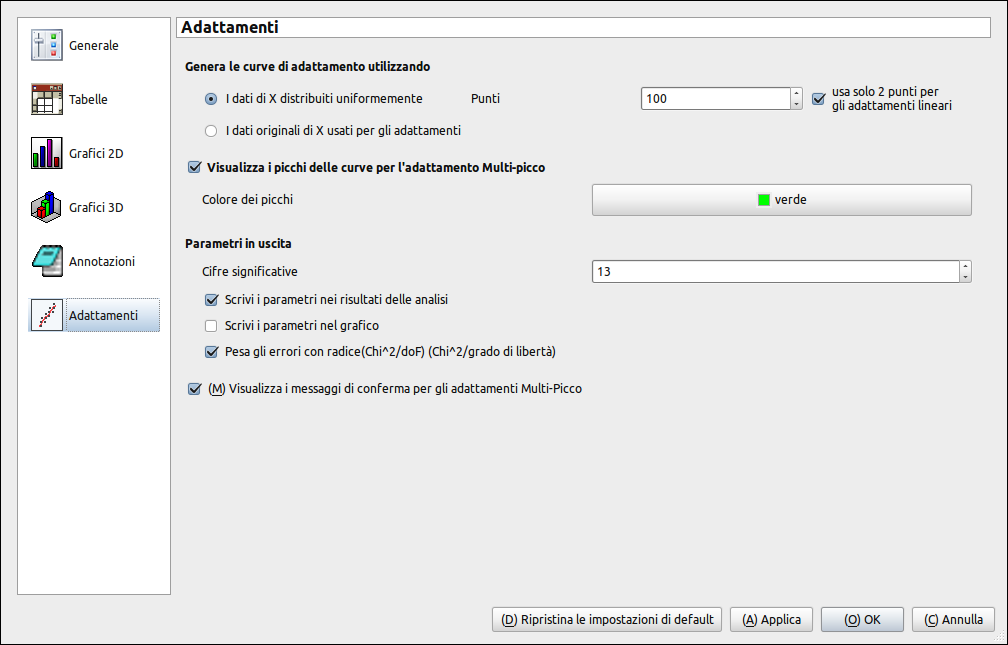 Generale
Tabelle
Grafici 2D
Grafici 3D
Annotazioni
Adattamenti
Adattamenti
Genera le curve di adattamento utilizzando
I dati di X distribuiti uniformemente Punti 100 usa solo 2 punti per
gli adattamenti lineari
I dati originali di X usati per gli adattamenti
Visualizza i picchi delle curve per l'adattamento Multi-picco
Colore dei picchi verde
Parametri in uscita
Cifre significative 13
Scrivi i parametri nei risultati delle analisi
Scrivi i parametri nel grafico
Pesa gli errori con radice(Chi^2/doF) (Chi^2/grado di libertà)
(M) Visualizza i messaggi di conferma per gli adattamenti Multi-Picco
(D) Ripristina le impostazioni di default (A) Applica (O) OK (C) Annulla